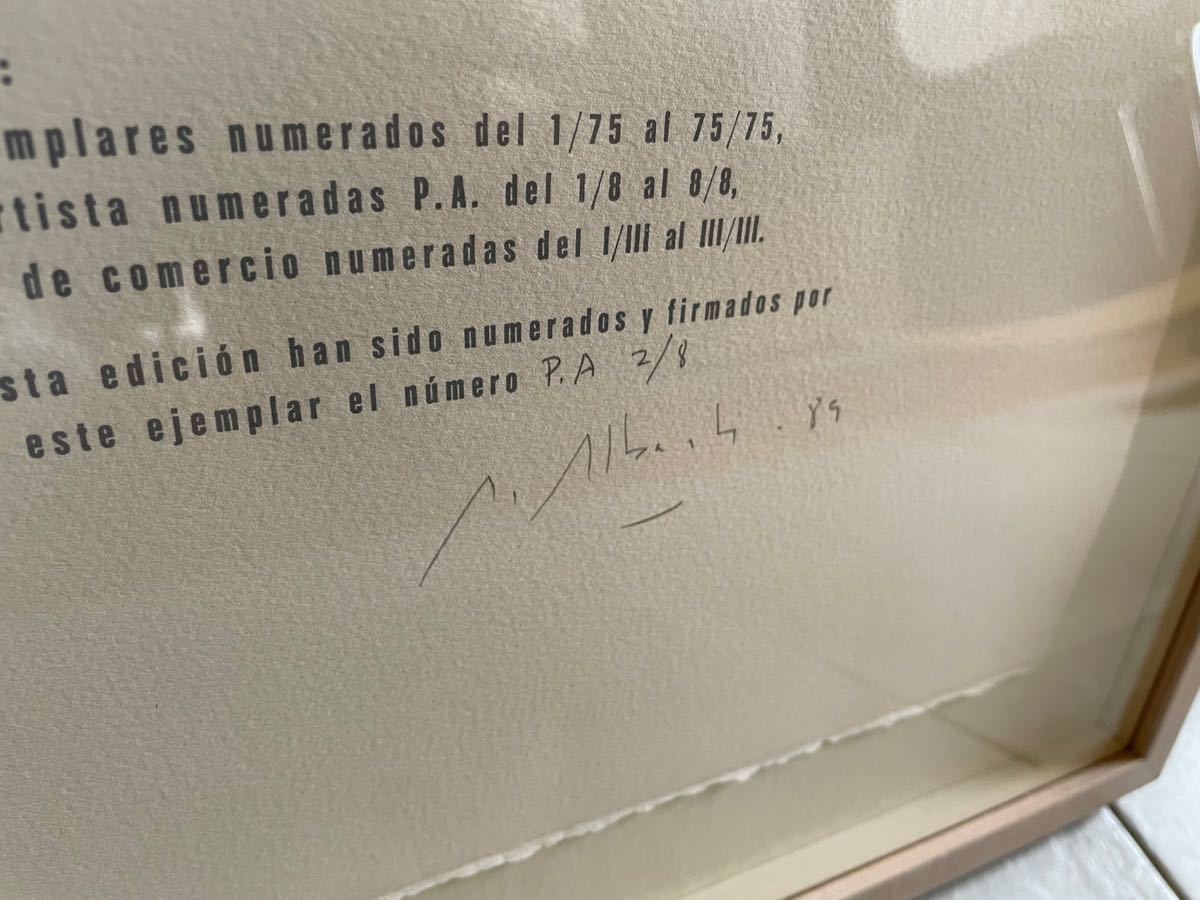 :
emplares numerados del 1/75 al 75/75,
rtista numeradas P.A. del 1/8 al 8/8,
de comercio numeradas del I/III al III/III.
sta edición han sido numerados y firmados por
este ejemplar el número P.A 2/8